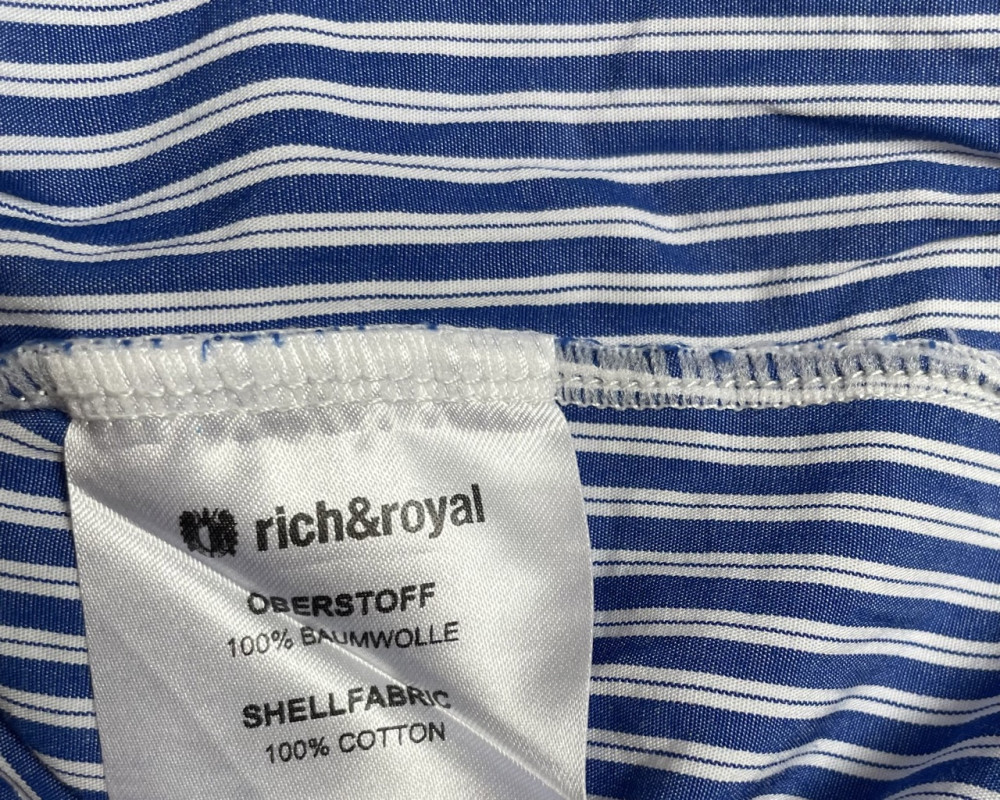 rich&royal
OBERSTOFF
100% BAUMWOLLE
SHELLFABRIC
100% COTTON